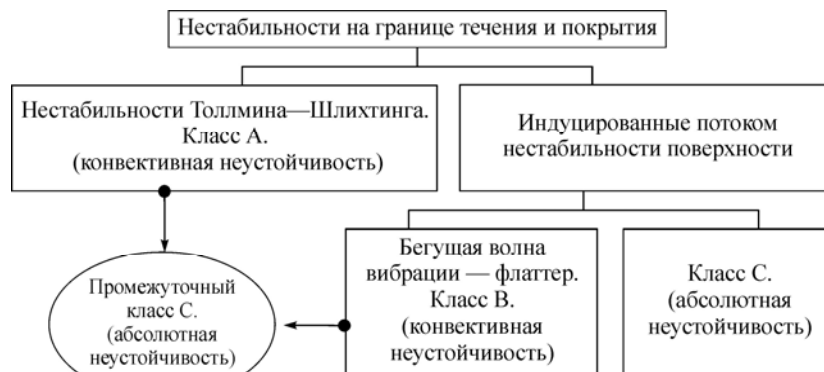 Нестабильности на границе течения и покрытия
Нестабильности Толлмина—Шлихтинга.
Класс А.
(конвективная неустойчивость)
Индуцированные потоком
нестабильности поверхности
Промежуточный
класс С.
(абсолютная
неустойчивость)
Бегущая волна
вибрации — флаттер.
Класс В.
(конвективная
неустойчивость)
Класс С.
(абсолютная
неустойчивость)